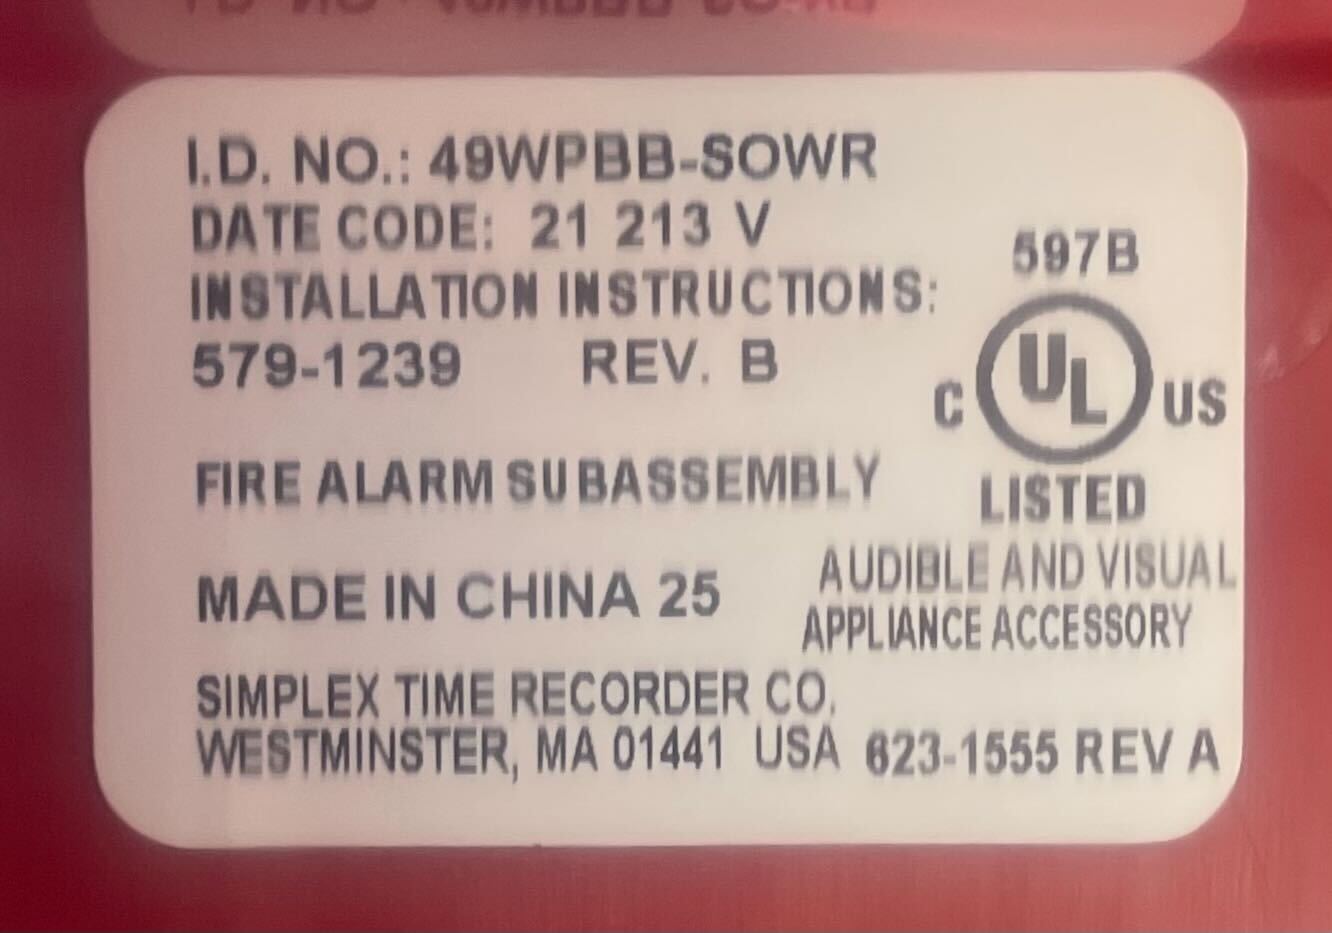 I.D. NO.: 49WPBB-SOWR
DATE CODE: 21 213 V
INSTALLATION INSTRUCTIONS:
579-1239 REV. B
597B
C UL US
LISTED
FIRE ALARM SUBASSEMBLY
AUDIBLE AND VISUAL
APPLIANCE ACCESSORY
MADE IN CHINA 25
SIMPLEX TIME RECORDER CO.
WESTMINSTER, MA 01441 USA 623-1555 REV A